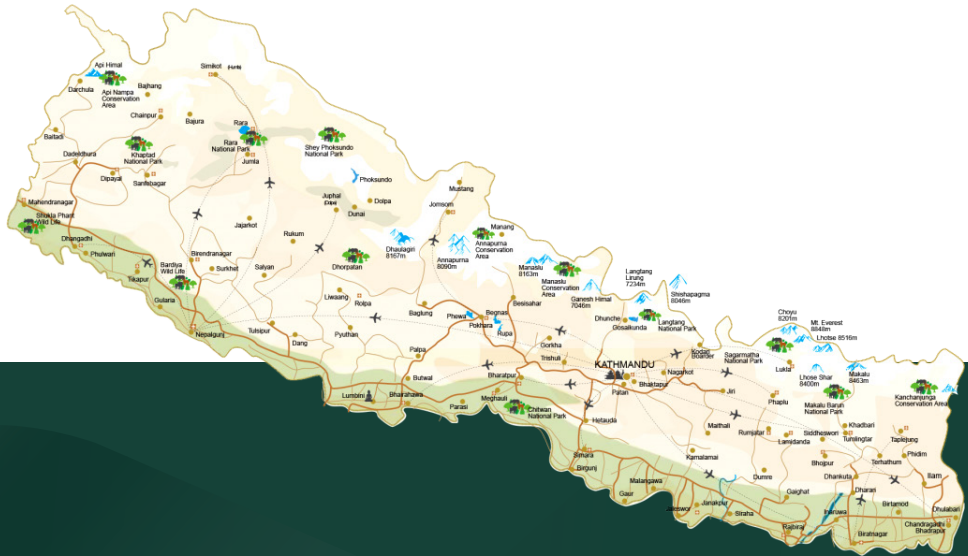 Api Himal
Darchula
Api Nampa
Conservation
Area
Bajhang
Simikot
Chainpur
Bajura
Rara
Rara
National Park
Jumla
Shey Phoksundo
National Park
Baitadi
Dadeldhura
Khaptad
National Park
Dipayal
Sanfebagar
Phoksundo
Mustang
Juphal
Dolpa
Dunai
Jomsom
Mahendranagar
Shukla Phant
Wild Life
Jajarkot
Rukum
Manang
Dhangadhi
Phulwari
Birendranagar
Surkhet
Salyan
Dhorpatan
Dhaulagiri
8167m
Annapurna
8090m
Annapurna
Conservation
Area
Tikapur
Bardiya
Wild Life
Gularia
Manaslu
8163m
Manaslu
Conservation
Area
Ganesh Himal
7046m
Langtang
Lirung
7234m
Shishapagma
8046m
Liwaang
Rolpa
Baglung
Besisahar
Phewa
Begnas
Pokhara
Rupa
Dhunche
Gosaikunda
Langtang
National Park
Choyu
8201m
Mt. Everest
8848m
Lhotse 8516m
Nepalgunj
Tulsipur
Dang
Pyuthan
Palpa
Gorkha
Trishuli
KATHMANDU
Kodari
Boarder
Sagarmatha
National Park
Lukla
Lhose Shar
8400m
Makalu
8463m
Nagarkot
Bhaktapur
Patan
Jiri
Phaplu
Makalu Barun
National Park
Kanchanjunga
Conservation Area
Butwal
Bharatpur
Lumbini
Bhairahawa
Parasi
Meghauli
Chitwan
National Park
Hetauda
Maithali
Rumjatar
Lamidanda
Siddheswori
Khadbari
Tumlingtar
Taplejung
Kamalamai
Bhojpur
Terhathum
Phidim
Simara
Birgunj
Malangawa
Gaur
Dumre
Dhankuta
Ilam
Gaighat
Dharan
Janakpur
Siraha
Rajbiraj
Inaruwa
Birtamod
Dhulabari
Chandragadhi
Bhadrapur
Biratnagar